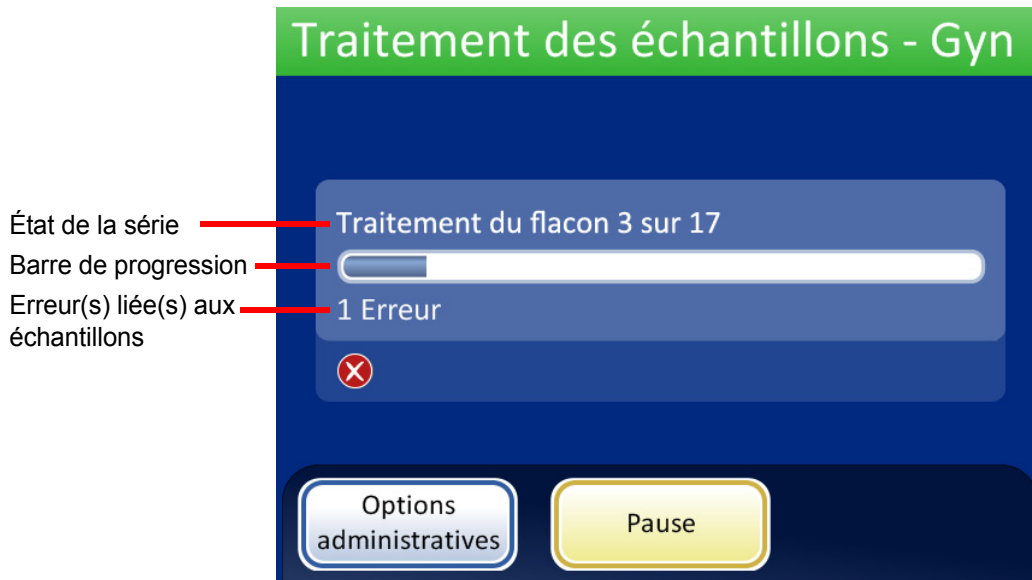 Traitement des échantillons - Gyn
État de la série
Traitement du flacon 3 sur 17
Barre de progression
Erreur(s) liée(s) aux
échantillons
1 Erreur
Options
administratives
Pause